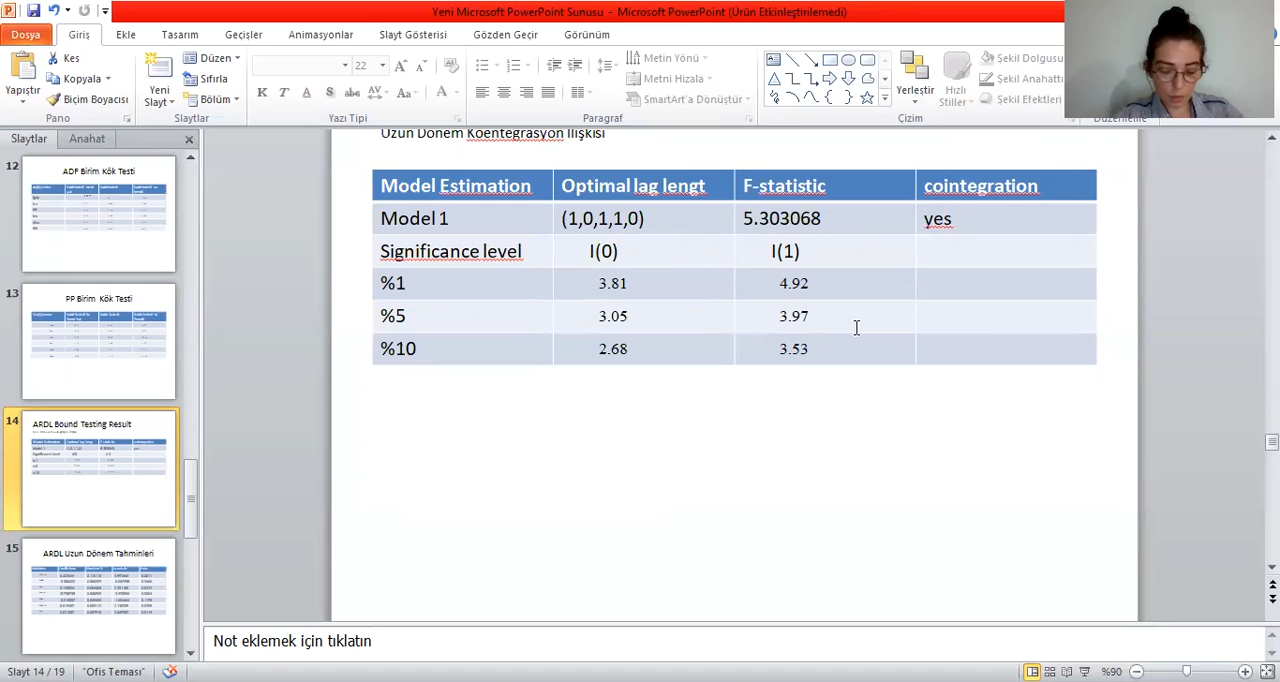 Yeni Microsoft PowerPoint Sunusu - Microsoft PowerPoint (Ürün Etkinleştirilemedi)
Dosya Giriş Ekle Tasarım Geçişler Animasyonlar Slayt Gösterisi Gözden Geçir Görünüm
Yapıştır
Kes
Kopyala
Biçim Boyacısı
Pano
Yeni Slayt
Düzen
Sıfırla
Bölüm
Slaytlar
22
K T A S abc AV Aa A
Yazı Tipi
Metin Yönü
Metni Hizala
SmartArt'a Dönüştür
Paragraf
Yerleştir
Hızlı Stiller
Şekil Dolgusu
Şekil Anahattı
Şekil Efektleri
Çizim
Düzenleme
Slaytlar Anahat
12
ADF Birim Kök Testi
13
PP Birim Kök Testi
14
ARDL Bound Testing Result
15
ARDL Uzun Dönem Tahminleri
Uzun Dönem Koentegrasyon İlişkisi
Model Estimation Optimal lag lengt F-statistic cointegration
Model 1 (1,0,1,1,0) 5.303068 yes
Significance level I(0) I(1)
%1 3.81 4.92
%5 3.05 3.97
%10 2.68 3.53
Not eklemek için tıklatın
Slayt 14 / 19 "Ofis Teması" %90